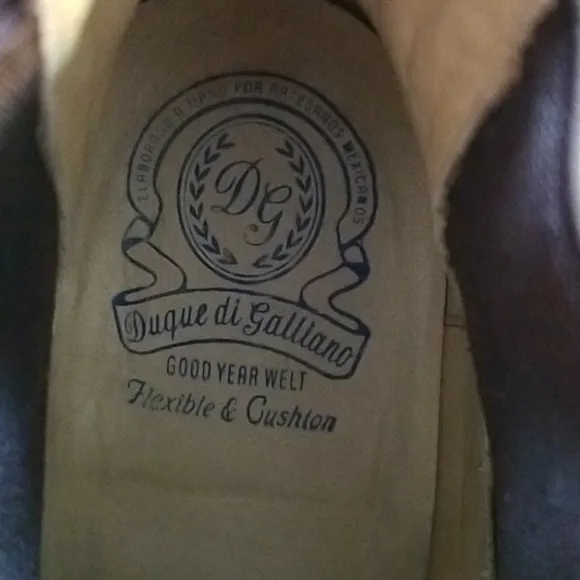 ELABORADO A MANO POR ARTESANOS MEXICANOS
DG
Duque di Galliano
GOOD YEAR WELT
Flexible & Cushion